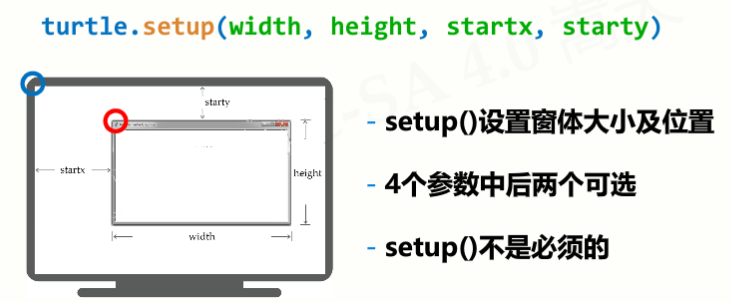 turtle.setup(width, height, startx, starty)
starty
startx
height
width
- setup()设置窗体大小及位置
- 4个参数中后两个可选
- setup()不是必须的